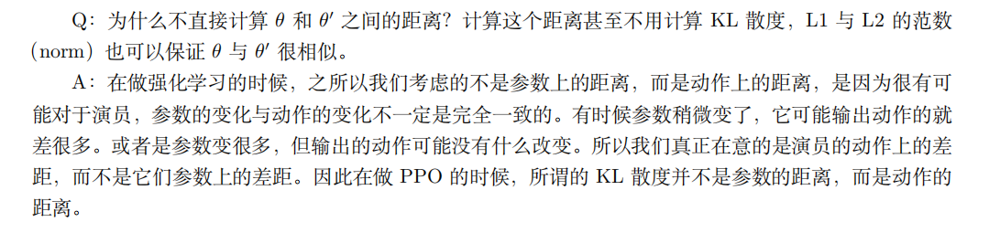 Q：为什么不直接计算 θ 和 θ′ 之间的距离？计算这个距离甚至不用计算 KL 散度，L1 与 L2 的范数
（norm）也可以保证 θ 与 θ′ 很相似。
A：在做强化学习的时候，之所以我们考虑的不是参数上的距离，而是动作上的距离，是因为很有可
能对于演员，参数的变化与动作的变化不一定是完全一致的。有时候参数稍微变了，它可能输出动作的就
差很多。或者是参数变很多，但输出的动作可能没有什么改变。所以我们真正在意的是演员的动作上的差
距，而不是它们参数上的差距。因此在做 PPO 的时候，所谓的 KL 散度并不是参数的距离，而是动作的
距离。